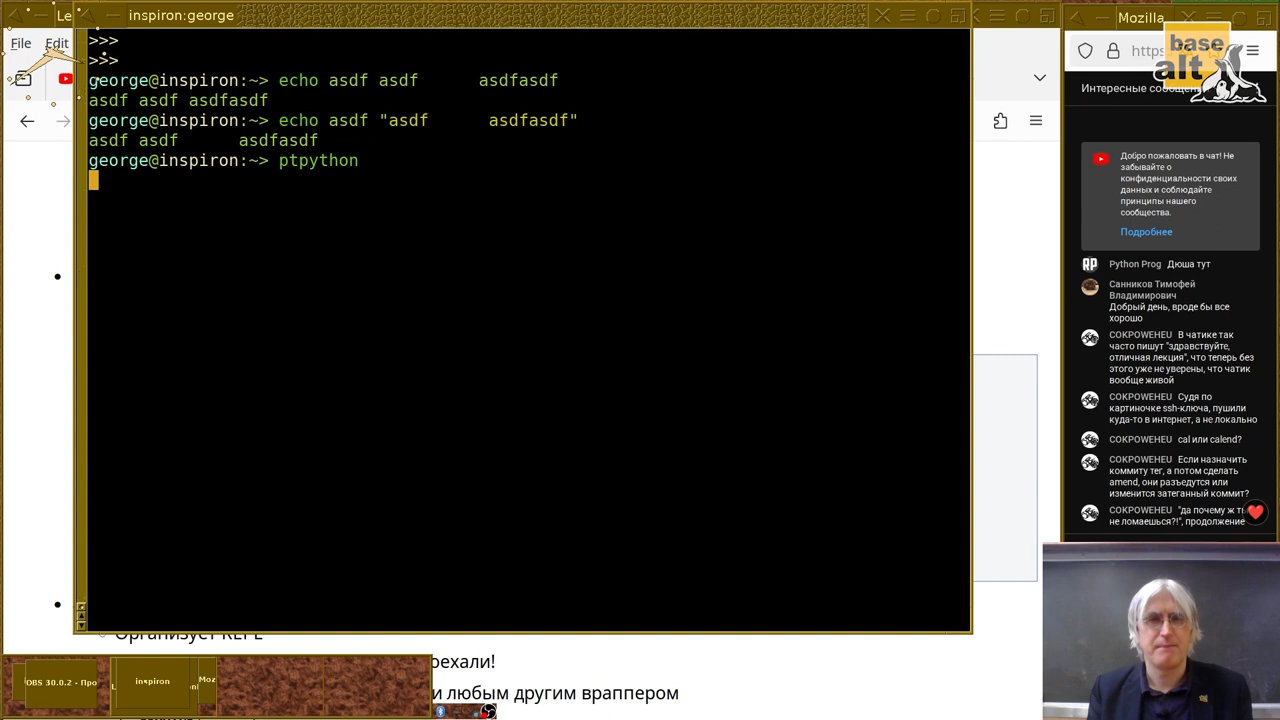 Le
inspiron:george
Mozilla
File Edit
https
base
alt
>>>
>>>
george@inspiron:~> echo asdf asdf      asdfasdf
asdf asdf asdfasdf
george@inspiron:~> echo asdf "asdf      asdfasdf"
asdf asdf      asdfasdf
george@inspiron:~> ptpython
Интересные сообщен
Добро пожаловать в чат! Не
забывайте о
конфиденциальности своих
данных и соблюдайте
принципы нашего
сообщества.
Подробнее
Python Prog Дюша тут
Санников Тимофей
Владимирович
Добрый день, вроде бы все
хорошо
COKPOWEHEU В чатике так
часто пишут "здравствуйте,
отличная лекция", что теперь без
этого уже не уверены, что чатик
вообще живой
COKPOWEHEU Судя по
картиночке ssh-ключа, пушили
куда-то в интернет, а не локально
COKPOWEHEU cal или calend?
COKPOWEHEU Если назначить
коммиту тег, а потом сделать
amend, они разъедутся или
изменится затеганный коммит?
COKPOWEHEU "да почему ж т
не ломаешься?!", продолжение
Организует REPL
оехали!
и любым другим враппером
OBS 30.0.2 - Про
inspiron
Moz